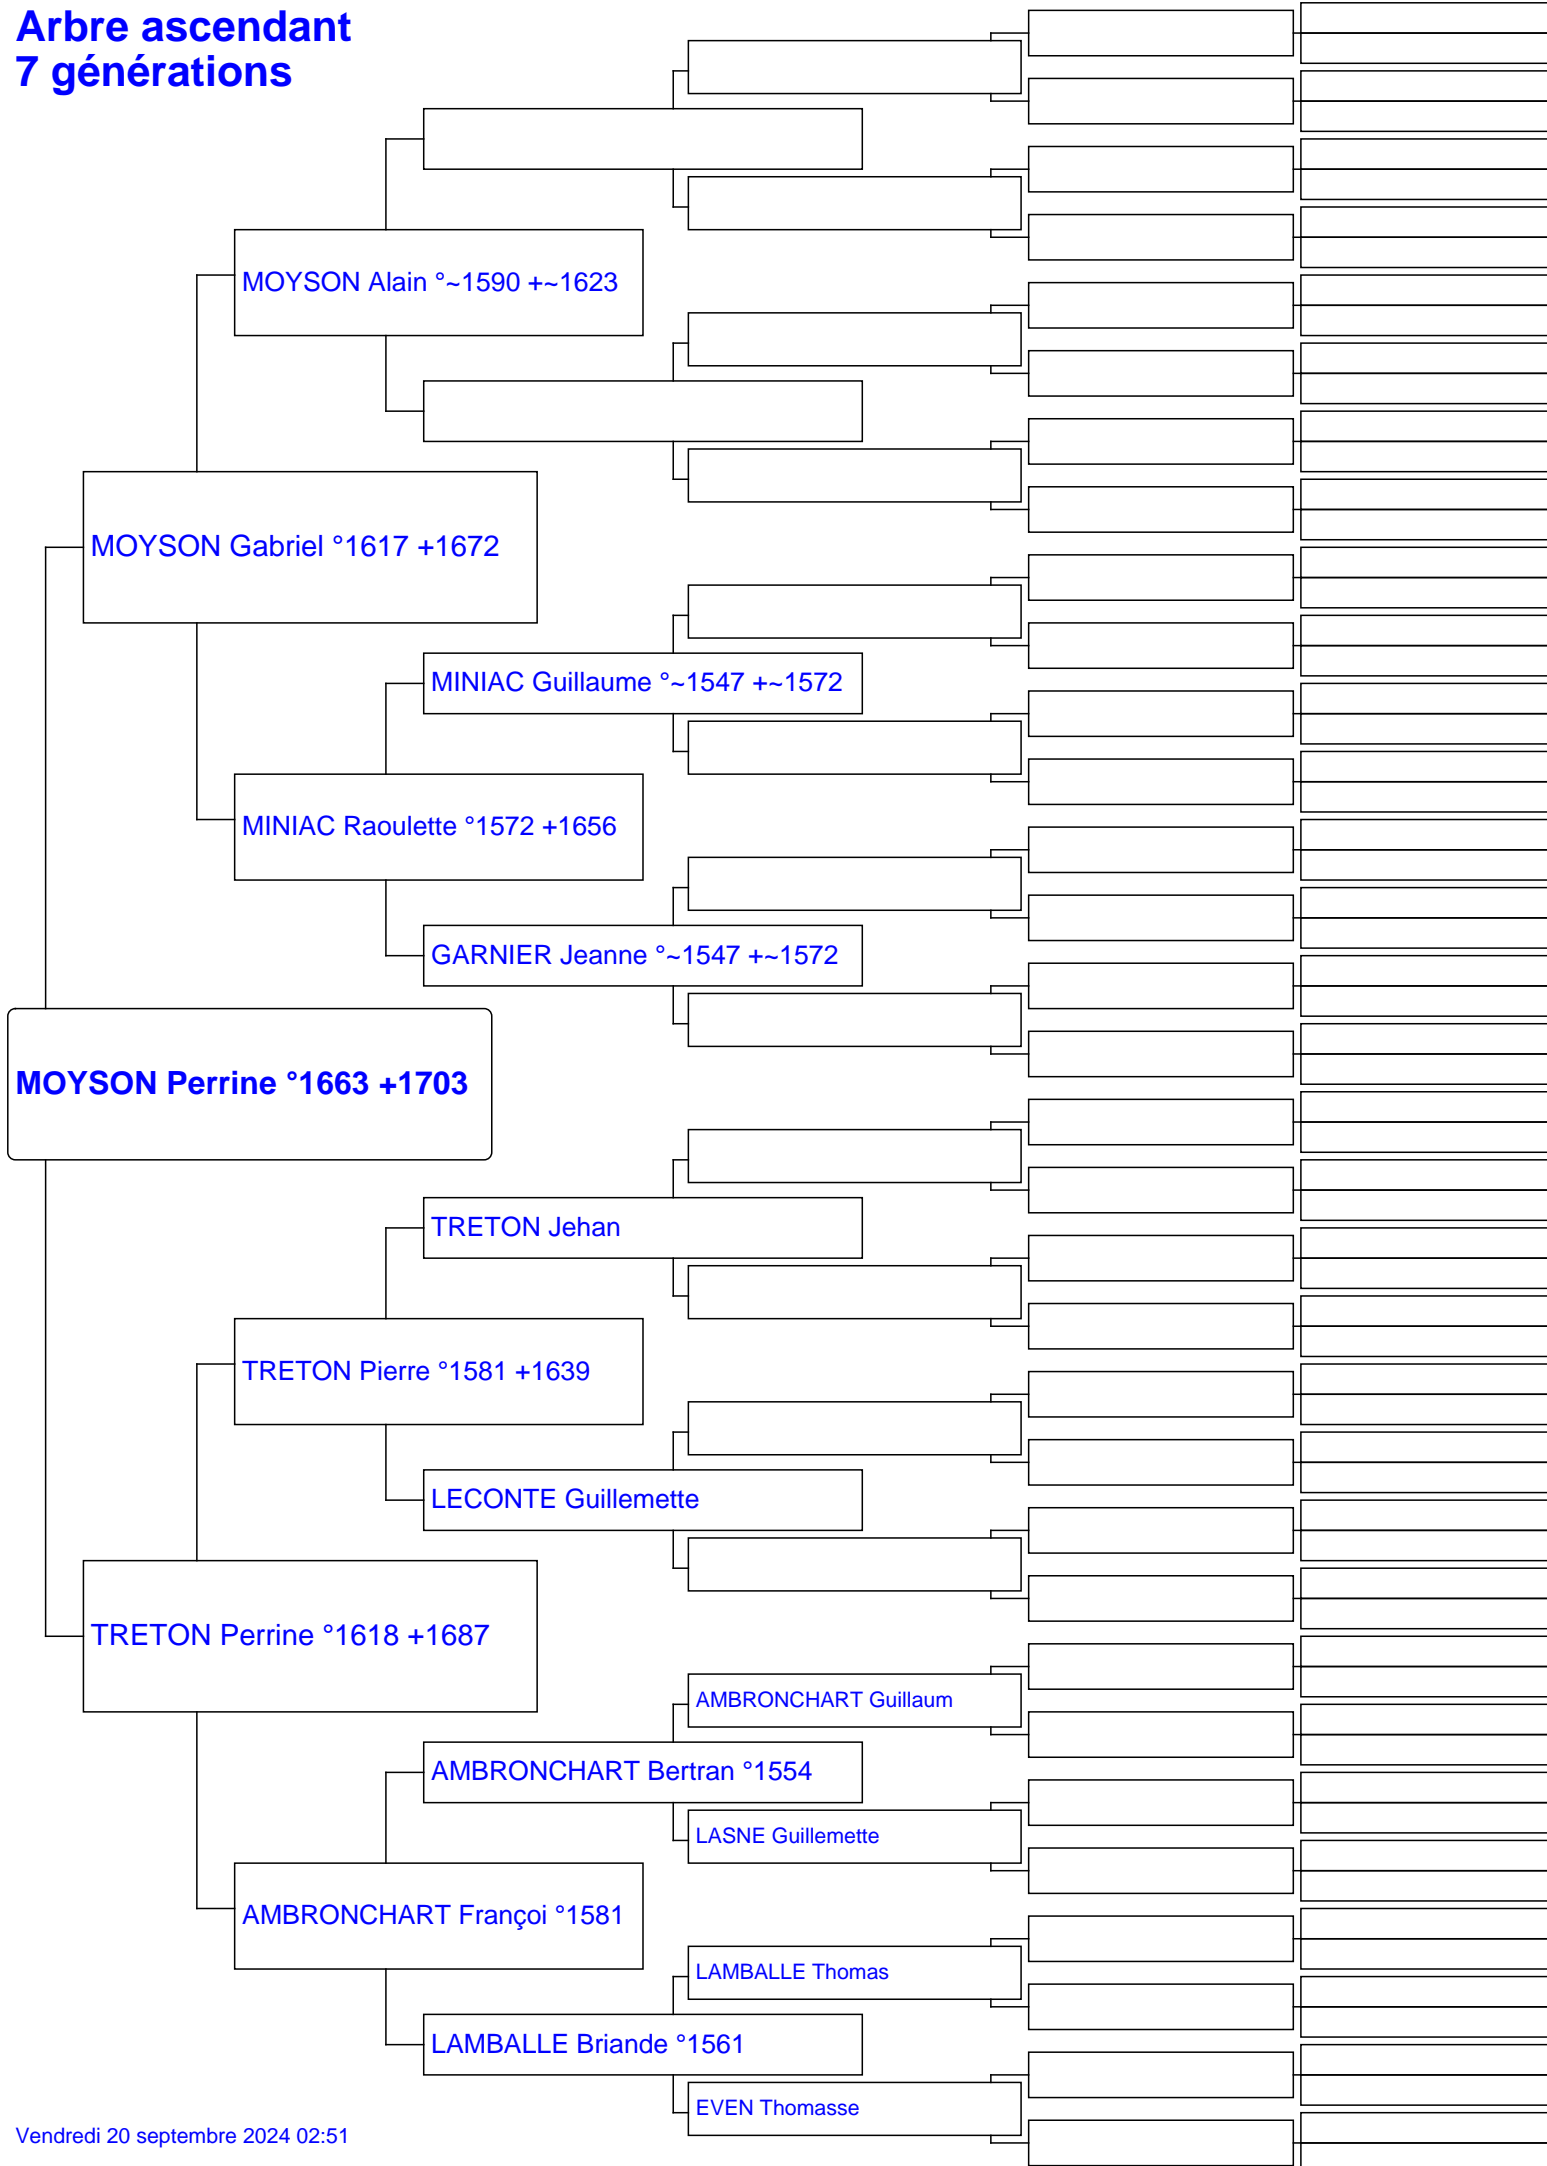 Arbre ascendant
7 générations
MOYSON Alain °~1590 +~1623
MOYSON Gabriel °1617 +1672
MINIAC Guillaume °~1547 +~1572
MINIAC Raoulette °1572 +1656
GARNIER Jeanne °~1547 +~1572
MOYSON Perrine °1663 +1703
TRETON Jehan
TRETON Pierre °1581 +1639
LECONTE Guillemette
TRETON Perrine °1618 +1687
AMBRONCHART Guillaum
AMBRONCHART Bertran °1554
LASNE Guillemette
AMBRONCHART Françoi °1581
LAMBALLE Thomas
LAMBALLE Briande °1561
EVEN Thomasse
Vendredi 20 septembre 2024 02:51